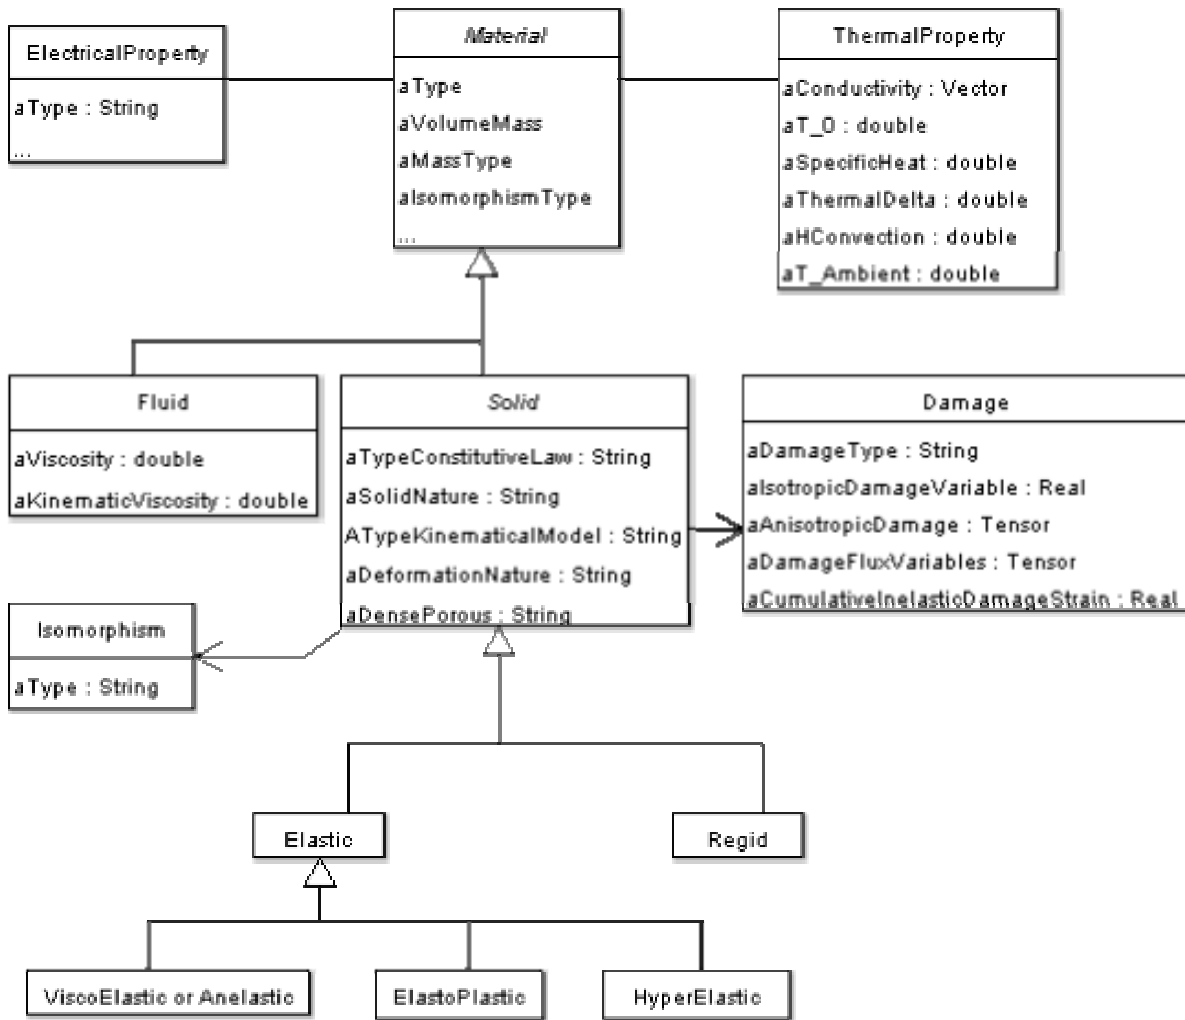 ElectricalProperty
aType : String
...
Material
aType
aVolumeMass
aMassType
aIsomorphismType
...
ThermalProperty
aConductivity : Vector
aT_0 : double
aSpecificHeat : double
aThermalDelta : double
aHConvection : double
aT_Ambient : double
Fluid
aViscosity : double
aKinematicViscosity : double
Solid
aTypeConstitutiveLaw : String
aSolidNature : String
ATypeKinematicalModel : String
aDeformationNature : String
aDensePorous : String
Damage
aDamageType : String
aIsotropicDamageVariable : Real
aAnisotropicDamage : Tensor
aDamageFluxVariables : Tensor
aCumulativeInelasticDamageStrain : Real
Isomorphism
aType : String
Elastic
Regid
ViscoElastic or Anelastic
ElastoPlastic
HyperElastic